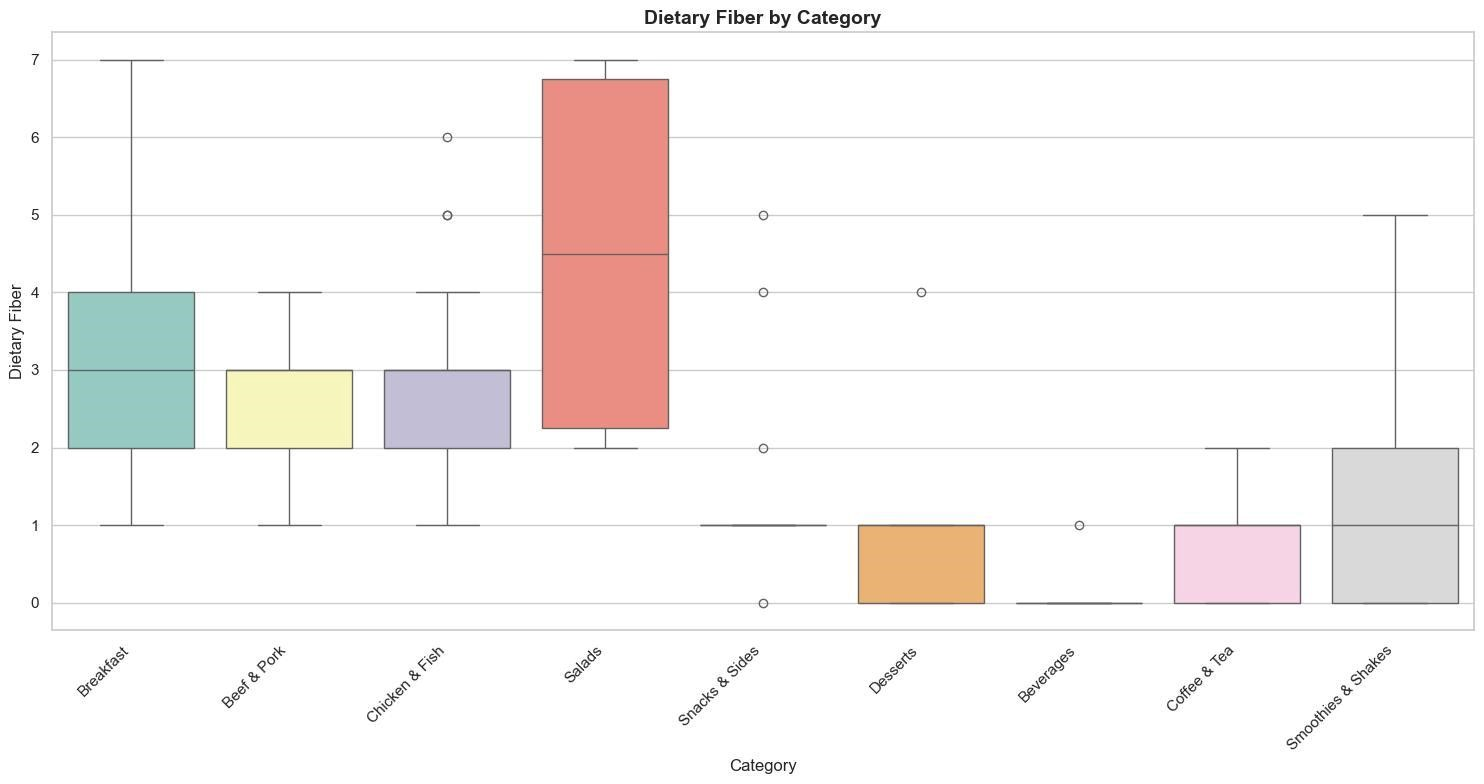 Dietary Fiber by Category
Dietary Fiber
7
6
5
4
3
2
1
0
Breakfast
Beef & Pork
Chicken & Fish
Salads
Snacks & Sides
Desserts
Beverages
Coffee & Tea
Smoothies & Shakes
Category